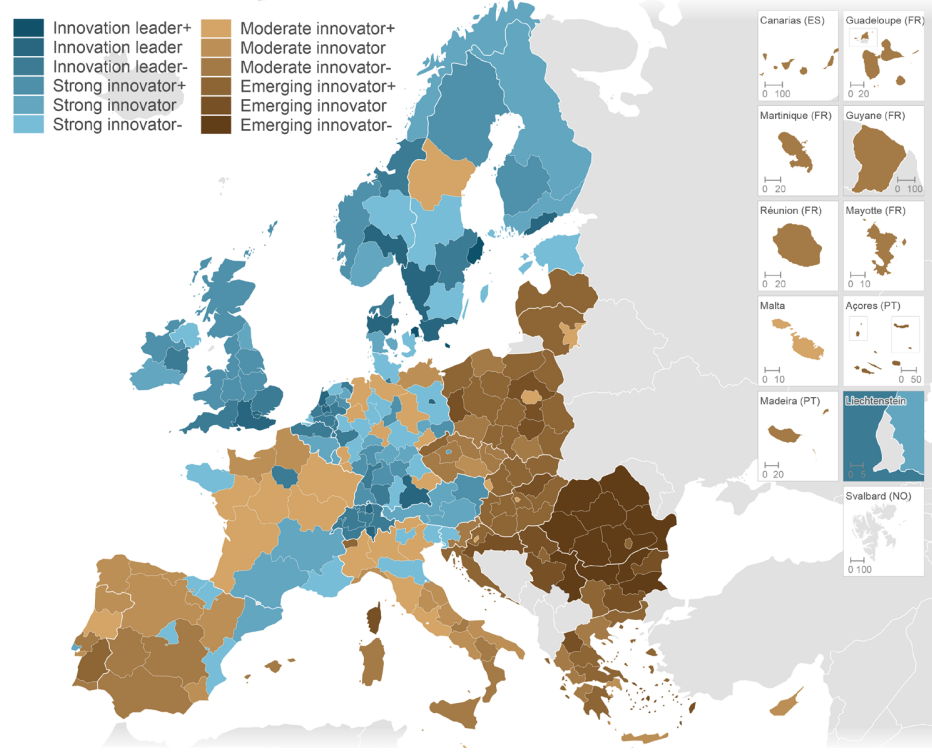 Innovation leader+
Innovation leader
Innovation leader-
Strong innovator+
Strong innovator
Strong innovator-
Moderate innovator+
Moderate innovator
Moderate innovator-
Emerging innovator+
Emerging innovator
Emerging innovator-
Canarias (ES)
0 100
Guadeloupe (FR)
0 20
Martinique (FR)
0 20
Guyane (FR)
0 100
Réunion (FR)
0 20
Mayotte (FR)
0 10
Malta
0 10
Açores (PT)
0 50
Madeira (PT)
0 20
Liechtenstein
0 5
Svalbard (NO)
0 100